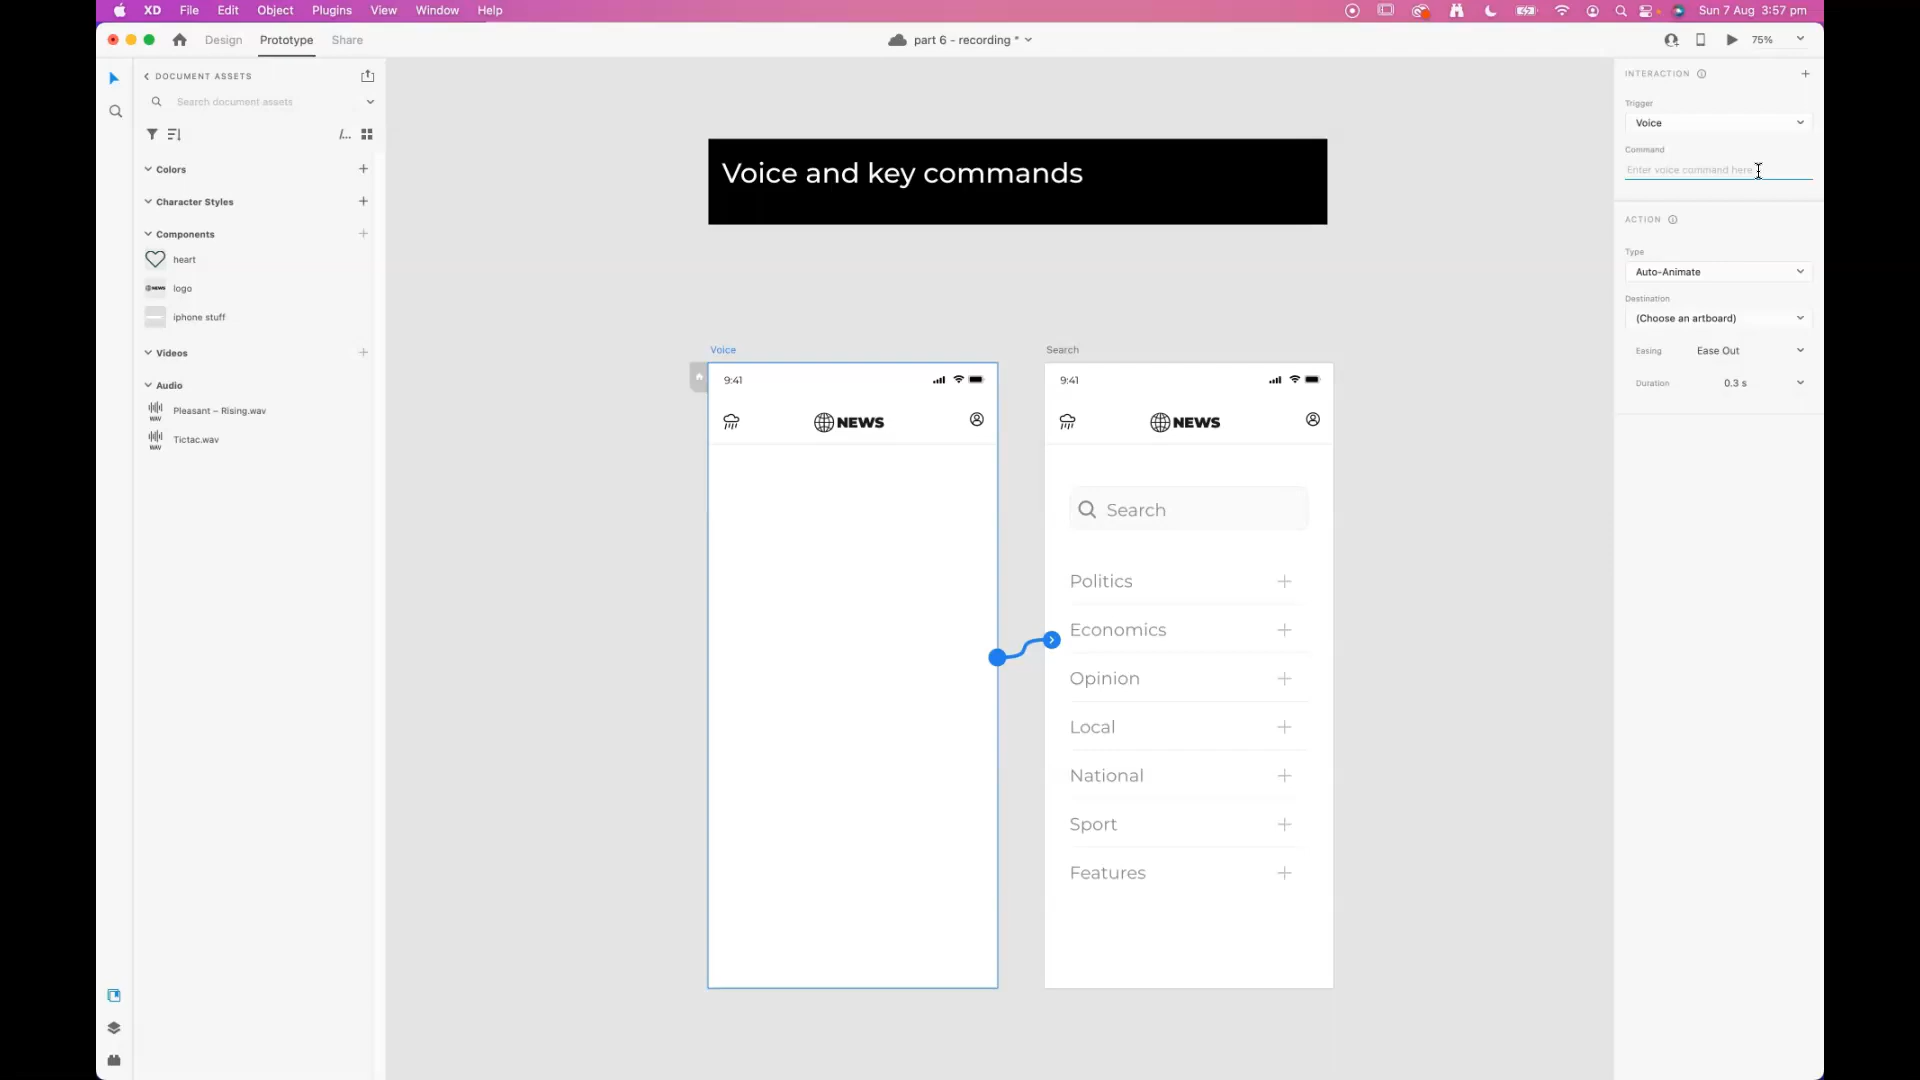 XD File Edit Object Plugins View Window Help
Sun 7 Aug 3:57 pm
Design Prototype Share
part 6 - recording *
75%
DOCUMENT ASSETS
Search document assets
/...
Colors
Character Styles
Components
heart
NEWS logo
iphone stuff
Videos
Audio
WAV Pleasant – Rising.wav
WAV Tictac.wav
Voice and key commands
Voice
9:41
NEWS
Search
9:41
NEWS
Search
Politics
Economics
Opinion
Local
National
Sport
Features
INTERACTION
Trigger
Voice
Command
Enter voice command here
ACTION
Type
Auto-Animate
Destination
(Choose an artboard)
Easing Ease Out
Duration 0.3 s